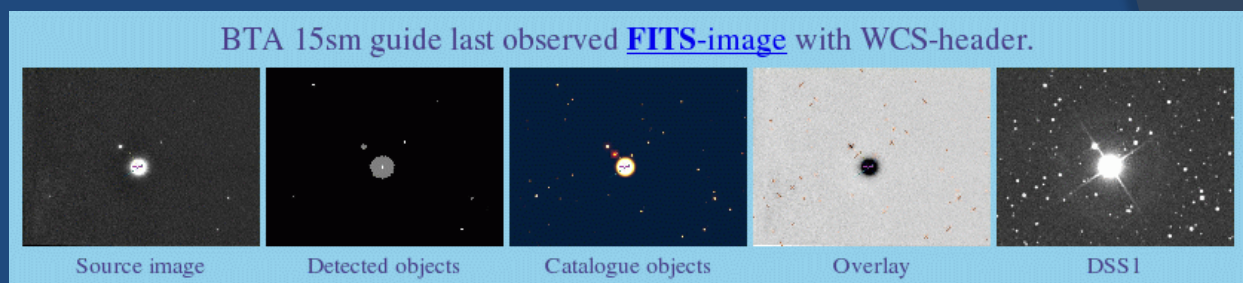 BTA 15sm guide last observed FITS-image with WCS-header.
Source image
Detected objects
Catalogue objects
Overlay
DSS1